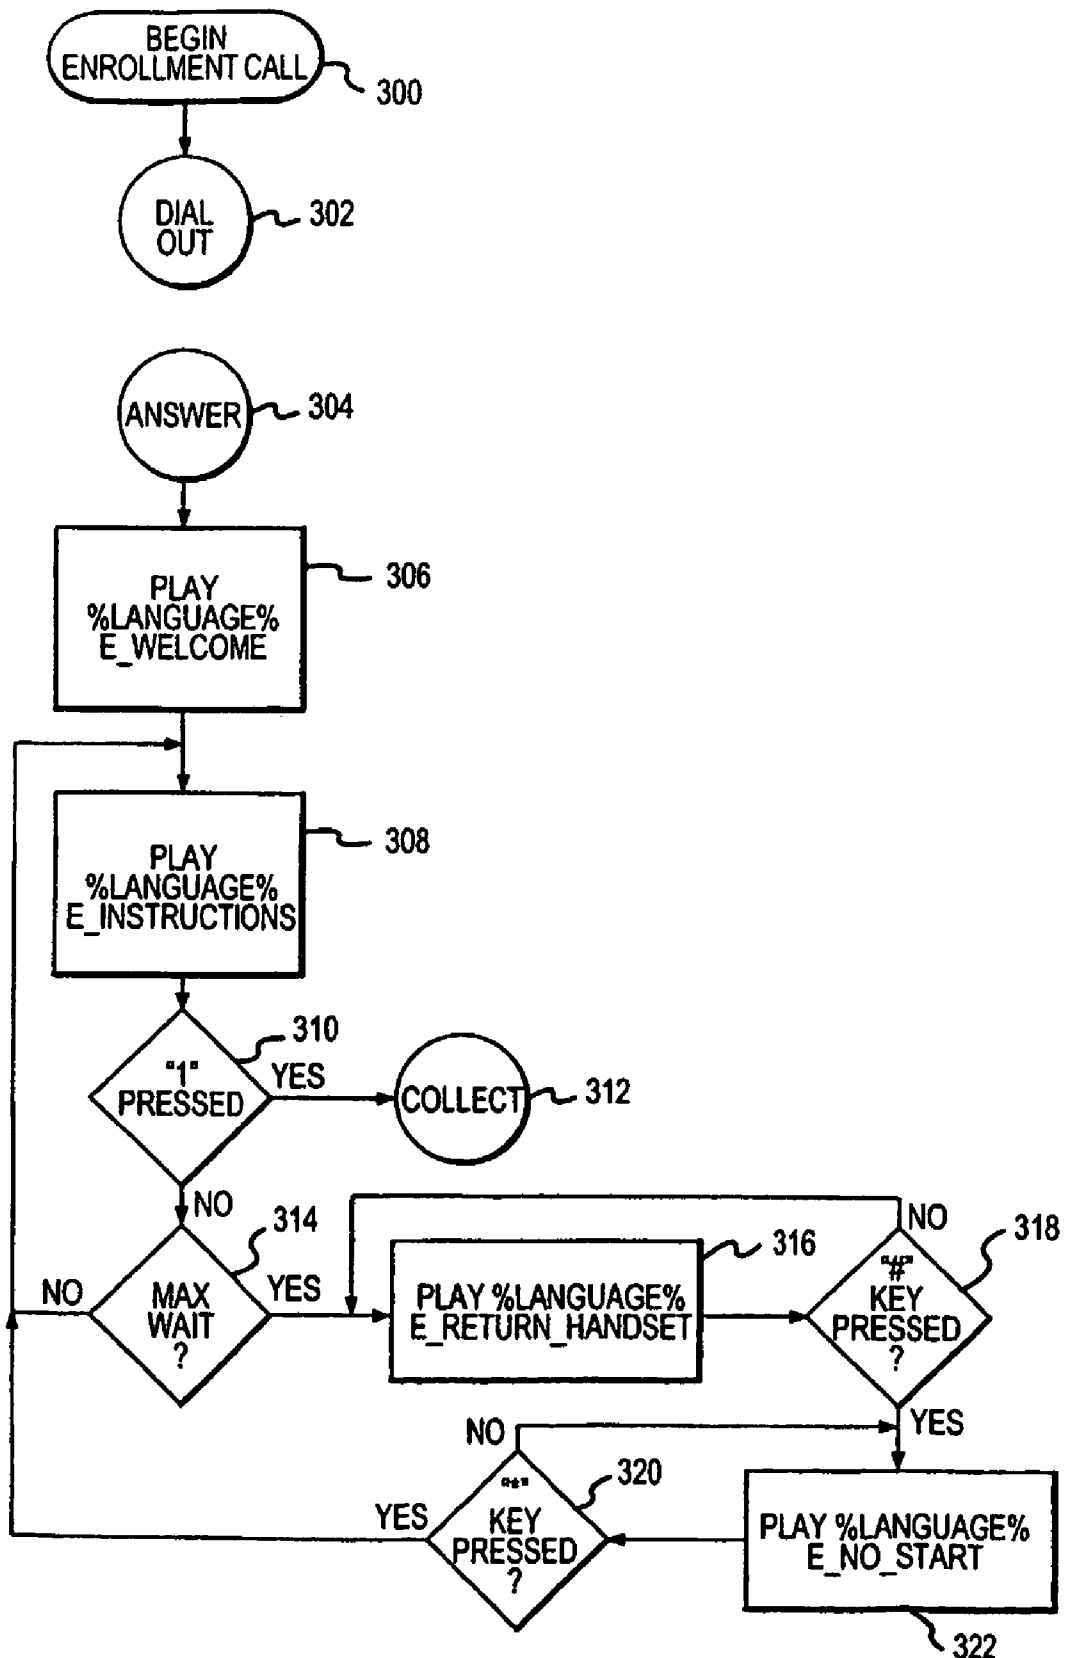 BEGIN
ENROLLMENT CALL
300
DIAL
OUT
302
ANSWER
304
PLAY
%LANGUAGE%
E_WELCOME
306
PLAY
%LANGUAGE%
E_INSTRUCTIONS
308
"1"
PRESSED
310
YES
COLLECT
312
NO
MAX
WAIT
?
314
NO
YES
PLAY %LANGUAGE%
E_RETURN_HANDSET
316
"#"
KEY
PRESSED
?
318
NO
YES
"*"
KEY
PRESSED
?
320
NO
YES
PLAY %LANGUAGE%
E_NO_START
322